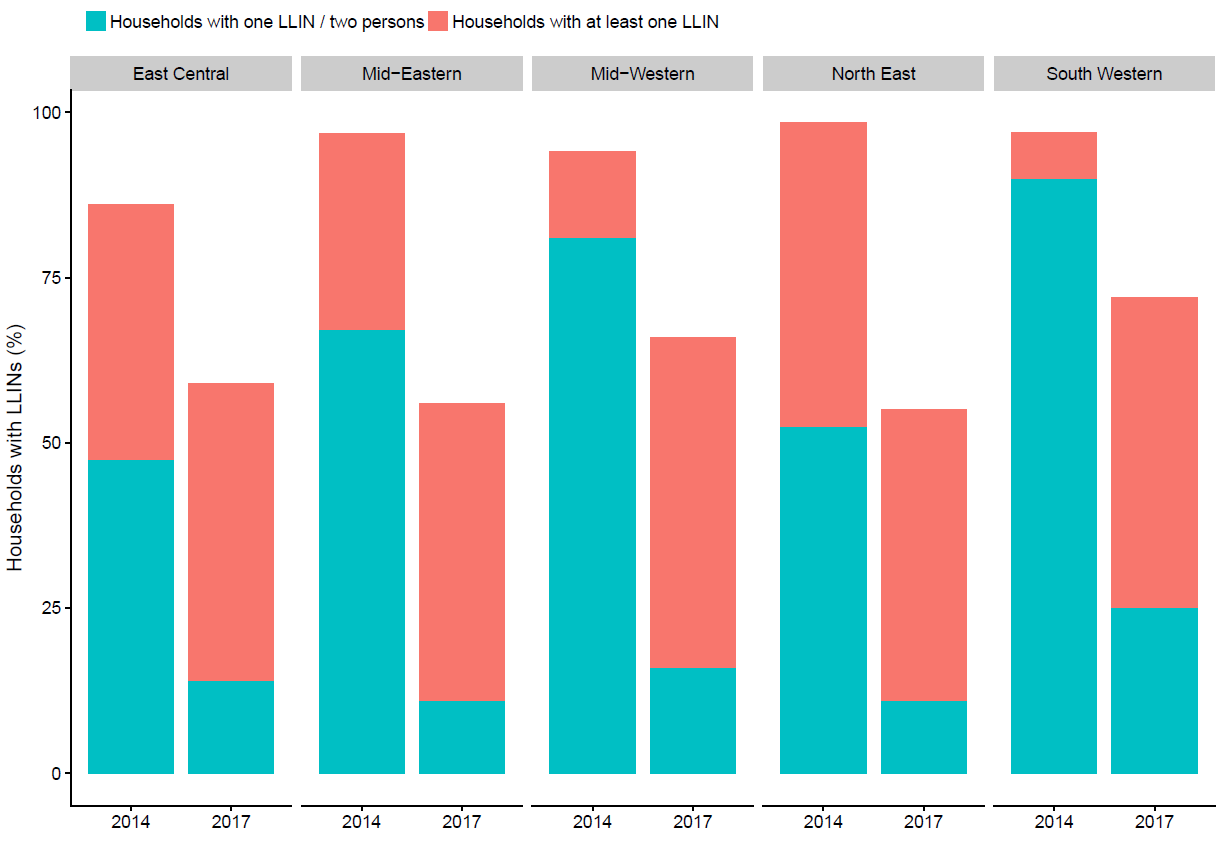 Households with one LLIN / two persons Households with at least one LLIN
East Central Mid−Eastern Mid−Western North East South Western
Households with LLINs (%)
100
75
50
25
0
2014 2017 2014 2017 2014 2017 2014 2017 2014 2017